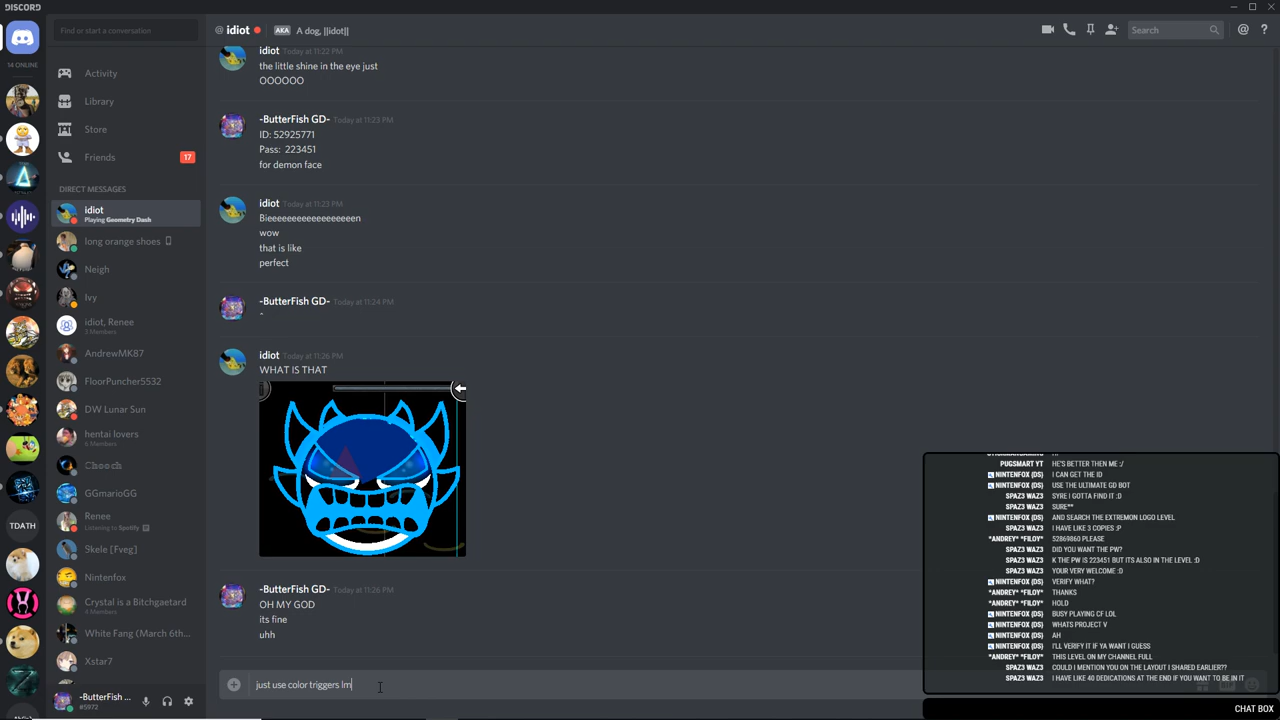 DISCORD
Find or start a conversation
@ idiot AKA A dog, ||idot||
Search
14 ONLINE
Activity
Library
Store
Friends 17
DIRECT MESSAGES
idiot
Playing Geometry Dash
long orange shoes
Neigh
Ivy
idiot, Renee
3 Members
AndrewMK87
FloorPuncher5532
DW Lunar Sun
hentai lovers
6 Members
Chooch
GGmarioGG
Renee
Listening to Spotify
Skele [Fveg]
Nintenfox
Crystal is a Bitchgaetard
4 Members
White Fang (March 6th...
Xstar7
TDATH
-ButterFish ...
#5972
idiot Today at 11:22 PM
the little shine in the eye just
OOOOOO
-ButterFish GD- Today at 11:23 PM
ID: 52925771
Pass: 223451
for demon face
idiot Today at 11:23 PM
Bieeeeeeeeeeeeeeeeeen
wow
that is like
perfect
-ButterFish GD- Today at 11:24 PM
^
idiot Today at 11:26 PM
WHAT IS THAT
-ButterFish GD- Today at 11:26 PM
OH MY GOD
its fine
uhh
just use color triggers lm
PUGSMART YT HE'S BETTER THEN ME :/
NINTENFOX (DS) I CAN GET THE ID
NINTENFOX (DS) USE THE ULTIMATE GD BOT
SPAZ3 WAZ3 SYRE I GOTTA FIND IT :D
SPAZ3 WAZ3 SURE**
NINTENFOX (DS) AND SEARCH THE EXTREMON LOGO LEVEL
SPAZ3 WAZ3 I HAVE LIKE 3 COPIES :P
*ANDREY* *FILOY* 52869860 PLEASE
SPAZ3 WAZ3 DID YOU WANT THE PW?
SPAZ3 WAZ3 K THE PW IS 223451 BUT ITS ALSO IN THE LEVEL :D
SPAZ3 WAZ3 YOUR VERY WELCOME :D
NINTENFOX (DS) VERIFY WHAT?
*ANDREY* *FILOY* THANKS
*ANDREY* *FILOY* HOLD
NINTENFOX (DS) BUSY PLAYING CF LOL
NINTENFOX (DS) WHATS PROJECT V
NINTENFOX (DS) AH
NINTENFOX (DS) I'LL VERIFY IT IF YA WANT I GUESS
*ANDREY* *FILOY* THIS LEVEL ON MY CHANNEL FULL
SPAZ3 WAZ3 COULD I MENTION YOU ON THE LAYOUT I SHARED EARLIER??
SPAZ3 WAZ3 I HAVE LIKE 40 DEDICATIONS AT THE END IF YOU WANT TO BE IN IT
CHAT BOX